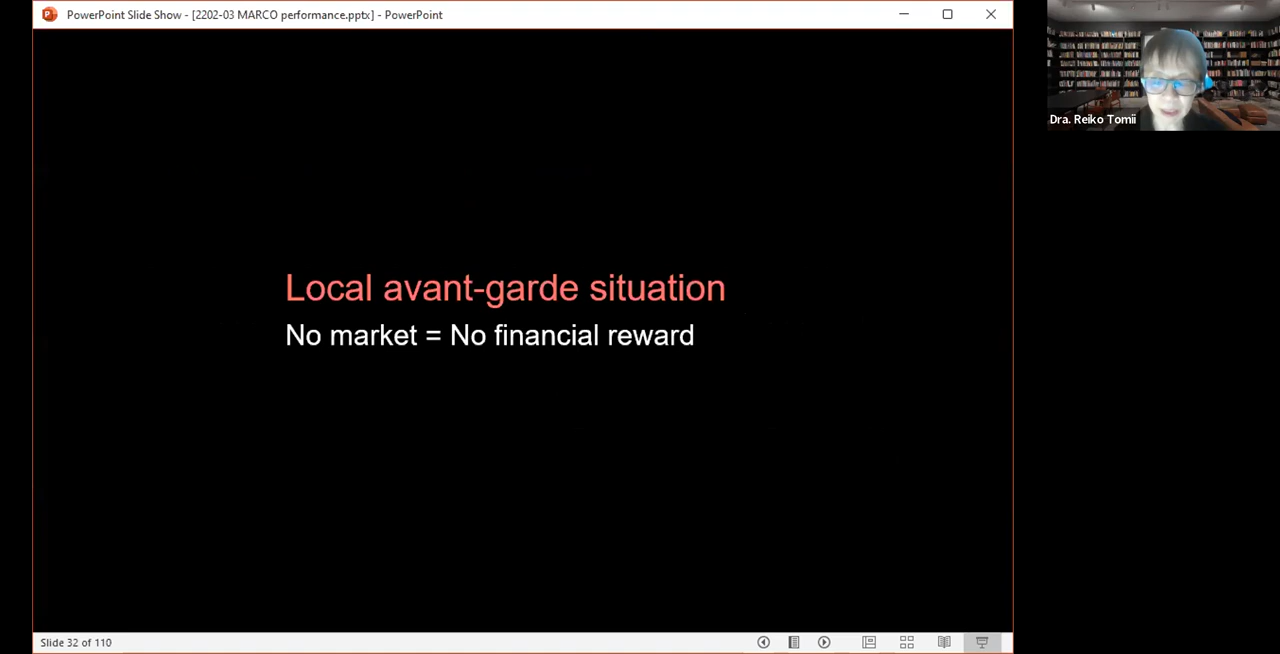 PowerPoint Slide Show - [2202-03 MARCO performance.pptx] - PowerPoint
Dra. Reiko Tomii
Local avant-garde situation
No market = No financial reward
Slide 32 of 110